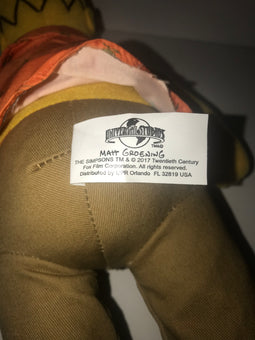 UNIVERSAL STUDIOS
TM&©
MATT GROENING
THE SIMPSONS TM & © 2017 Twentieth Century
Fox Film Corporation. All rights reserved.
Distributed by UPR Orlando FL 32819 USA